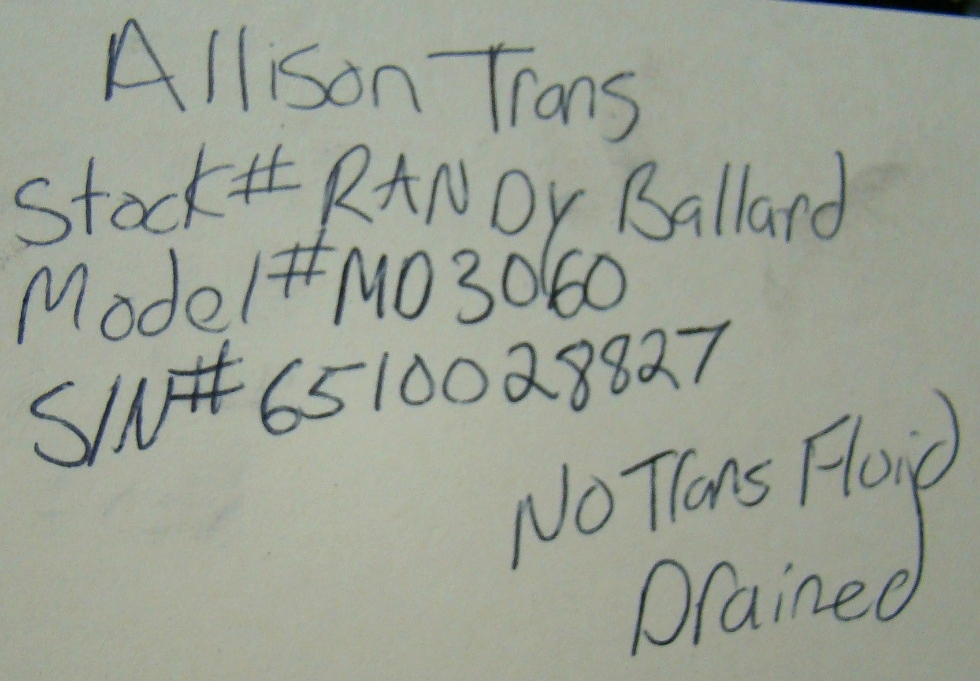 Allison Trans
Stock# RANDy Ballard
Model# MD3060
S/N# 6510028827
No Trans Fluid
Drained